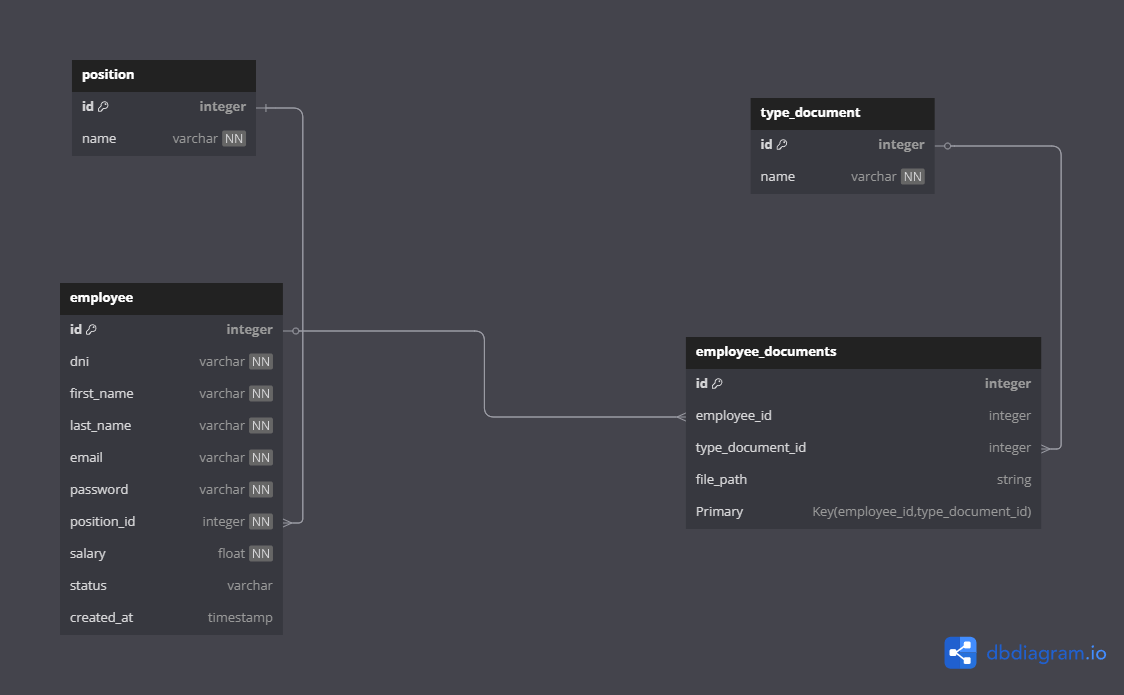 position
id integer
name varchar NN
type_document
id integer
name varchar NN
employee
id integer
dni varchar NN
first_name varchar NN
last_name varchar NN
email varchar NN
password varchar NN
position_id integer NN
salary float NN
status varchar
created_at timestamp
employee_documents
id integer
employee_id integer
type_document_id integer
file_path string
Primary Key(employee_id,type_document_id)
dbdiagram.io